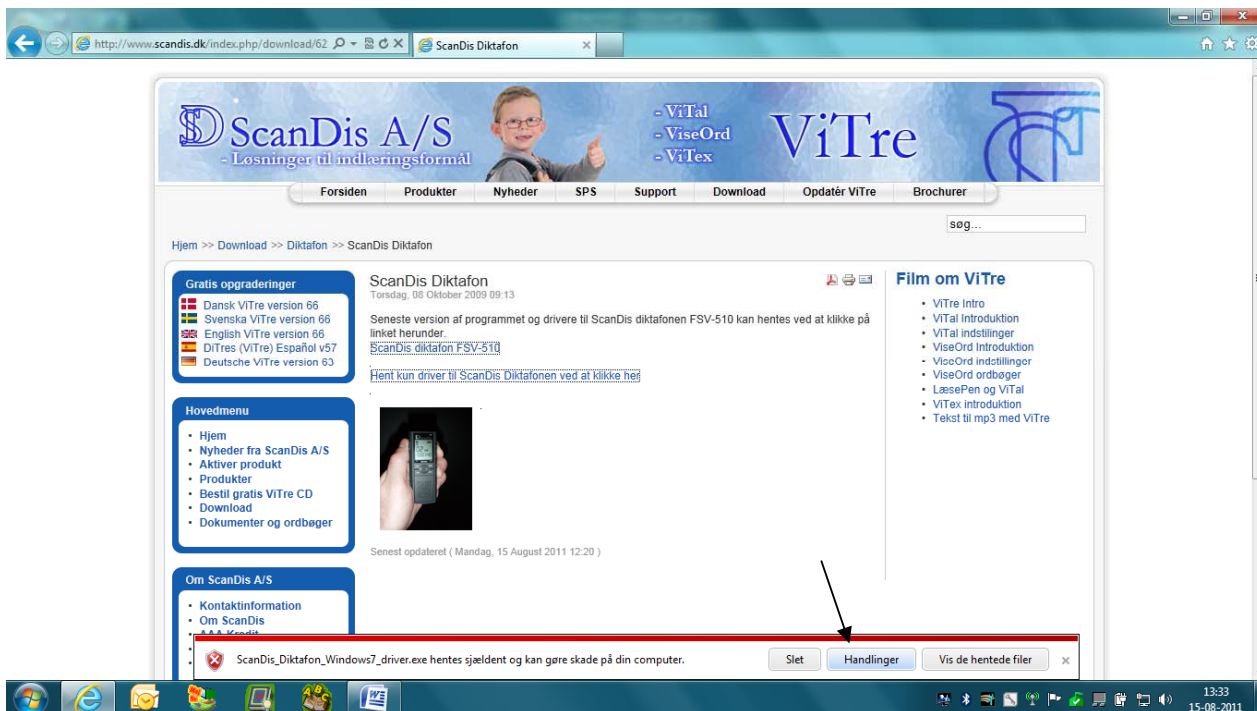 http://www.scandis.dk/index.php/download/62
ScanDis Diktafon
ScanDis A/S
- Løsninger til indlæringsformål
- ViTal
- ViseOrd
- ViTex
ViTre
Forsiden Produkter Nyheder SPS Support Download Opdatér ViTre Brochurer
søg...
Hjem >> Download >> Diktafon >> ScanDis Diktafon
Gratis opgraderinger
Dansk ViTre version 66
Svenska ViTre version 66
English ViTre version 66
DiTres (ViTre) Español v57
Deutsche ViTre version 63
Hovedmenu
Hjem
Nyheder fra ScanDis A/S
Aktiver produkt
Produkter
Bestil gratis ViTre CD
Download
Dokumenter og ordbøger
Om ScanDis A/S
Kontaktinformation
Om ScanDis
AAA Kredit
ScanDis Diktafon
Torsdag, 08 Oktober 2009 09:13
Seneste version af programmet og drivere til ScanDis diktafonen FSV-510 kan hentes ved at klikke på
linket herunder.
ScanDis diktafon FSV-510
Hent kun driver til ScanDis Diktafonen ved at klikke her
Senest opdateret ( Mandag, 15 August 2011 12:20 )
Film om ViTre
ViTre Intro
ViTal Introduktion
ViTal indstilinger
ViseOrd Introduktion
ViseOrd indstillinger
ViseOrd ordbøger
LæsePen og ViTal
ViTex introduktion
Tekst til mp3 med ViTre
ScanDis_Diktafon_Windows7_driver.exe hentes sjældent og kan gøre skade på din computer.
Slet Handlinger Vis de hentede filer
13:33
15-08-2011